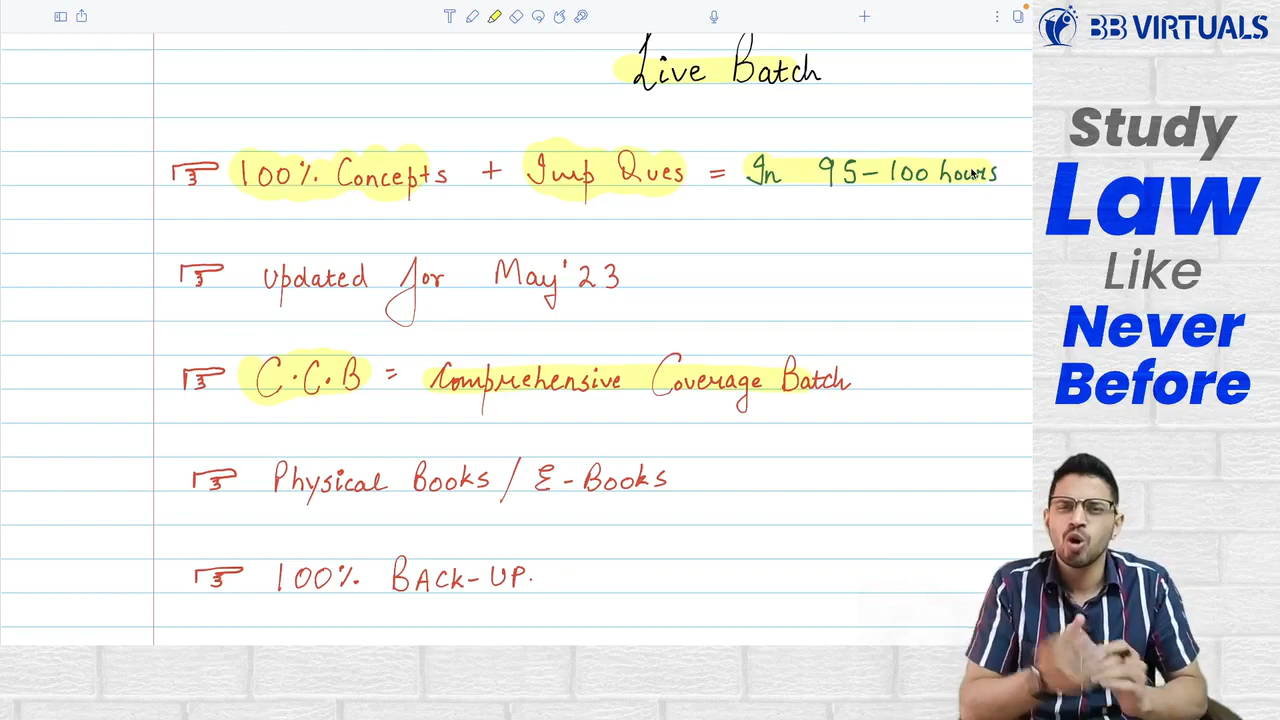 BB VIRTUALS
Live Batch
100% Concepts + Imp Ques = In 95-100 hours
Updated for May'23
C.C.B = Comprehensive Coverage Batch
Physical Books / E-Books
100% BACK-UP.
Study
Law
Like
Never
Before